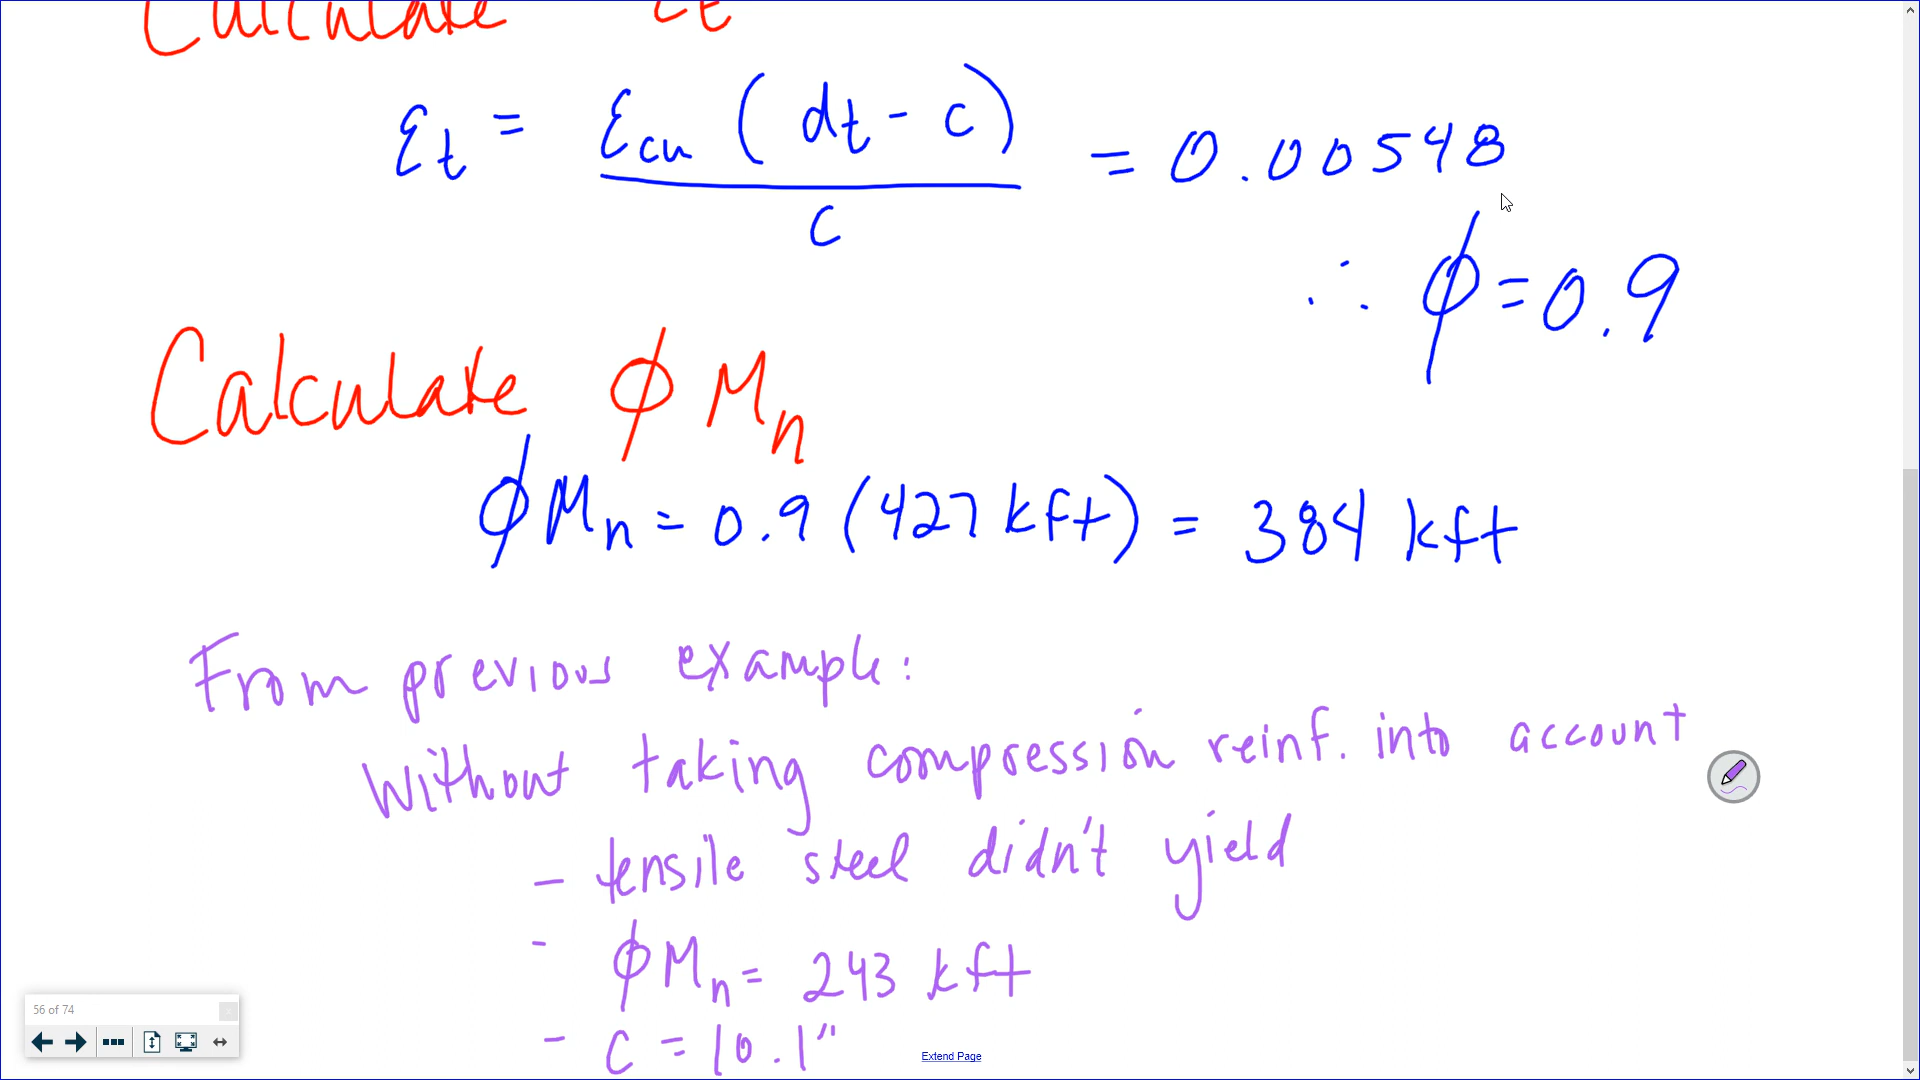 Calculate εt
εt = εcu (dt - c) / c = 0.00548
∴ ϕ = 0.9
Calculate ϕ Mn
ϕMn = 0.9 (427 kft) = 384 kft
From previous example:
Without taking compression reinf. into account
- tensile steel didn't yield
- ϕMn = 243 kft
- c = 10.1"
56 of 74
Extend Page